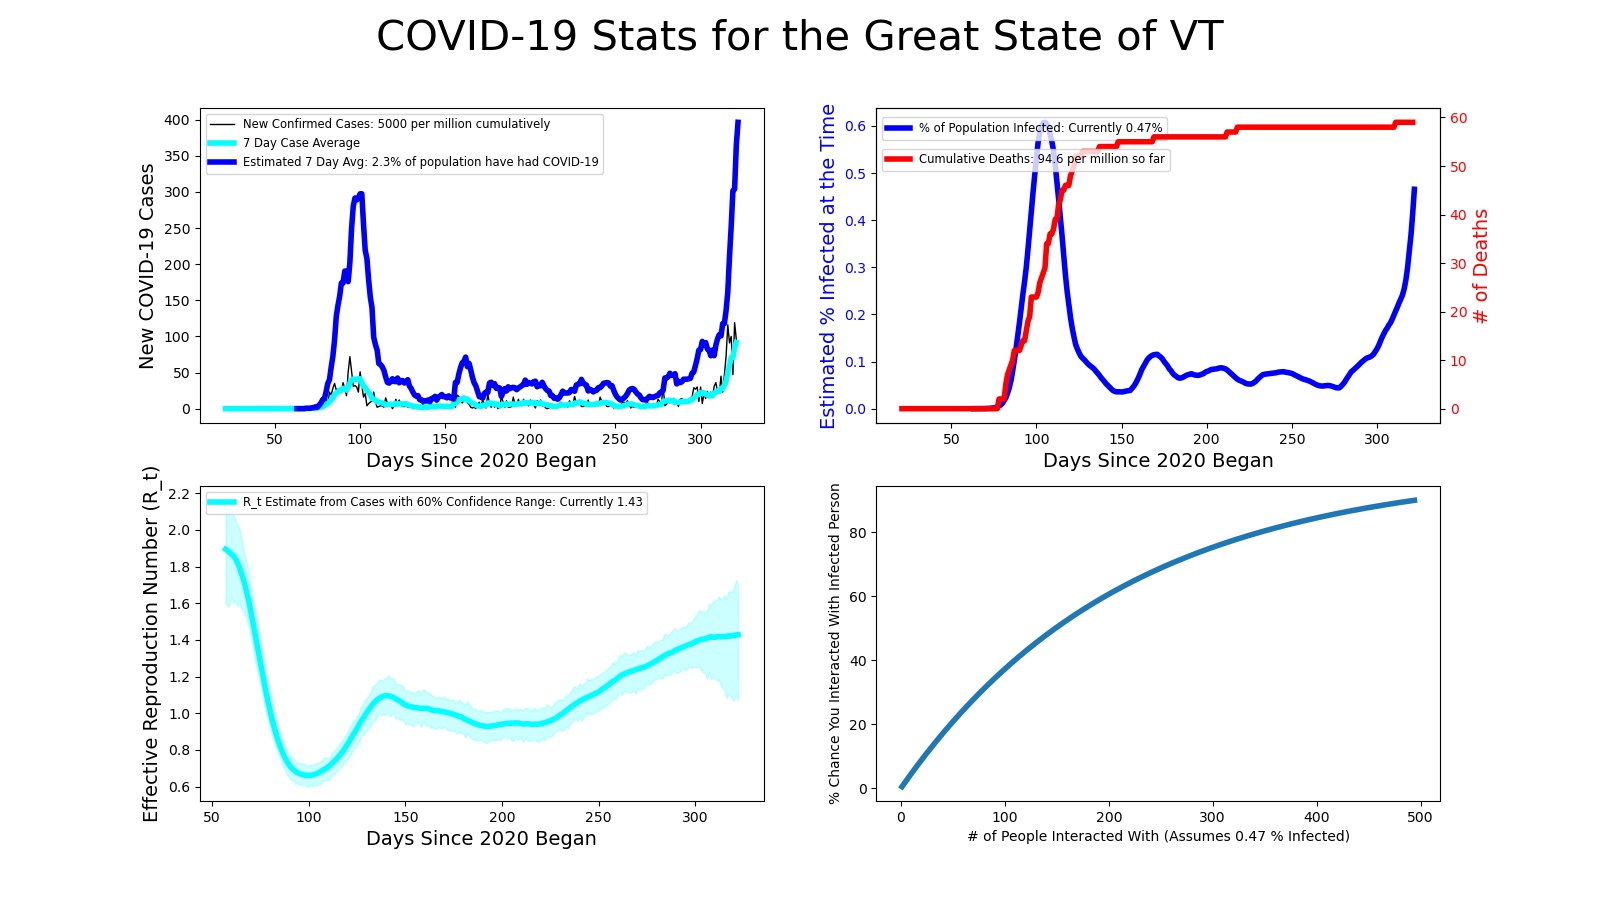 COVID-19 Stats for the Great State of VT
New COVID-19 Cases
400
350
300
250
200
150
100
50
0
New Confirmed Cases: 5000 per million cumulatively
7 Day Case Average
Estimated 7 Day Avg: 2.3% of population have had COVID-19
50 100 150 200 250 300
Days Since 2020 Began
Estimated % Infected at the Time
0.6
0.5
0.4
0.3
0.2
0.1
0.0
% of Population Infected: Currently 0.47%
Cumulative Deaths: 94.6 per million so far
60
50
40
30
20
10
0
# of Deaths
50 100 150 200 250 300
Days Since 2020 Began
Effective Reproduction Number (R_t)
2.2
2.0
1.8
1.6
1.4
1.2
1.0
0.8
0.6
R_t Estimate from Cases with 60% Confidence Range: Currently 1.43
50 100 150 200 250 300
Days Since 2020 Began
% Chance You Interacted With Infected Person
80
60
40
20
0
0 100 200 300 400 500
# of People Interacted With (Assumes 0.47 % Infected)